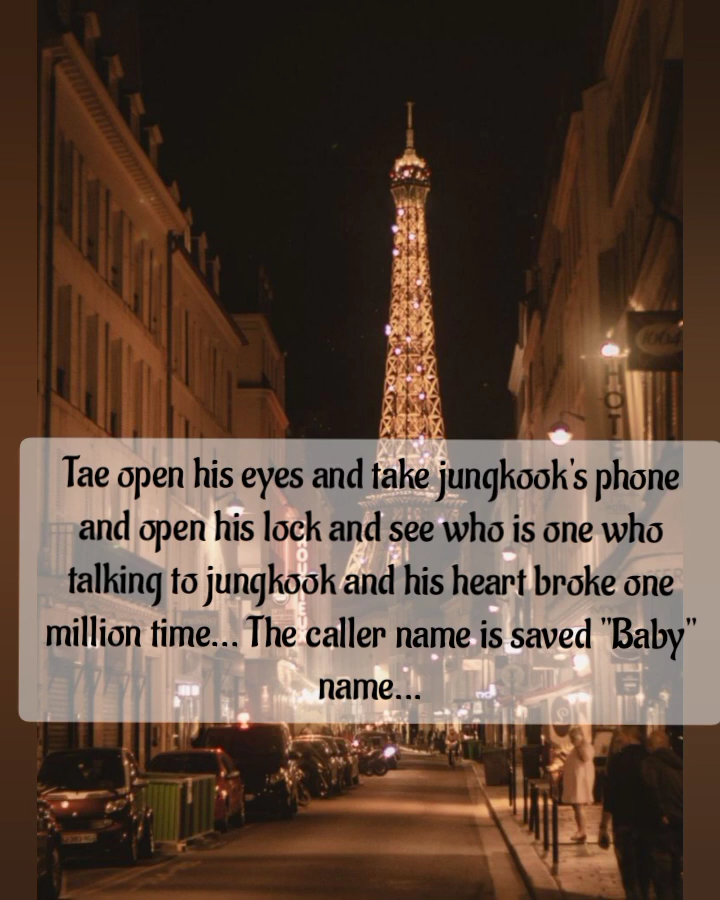 Tae open his eyes and take jungkook's phone
and open his lock and see who is one who
talking to jungkook and his heart broke one
million time... The caller name is saved "Baby"
name...